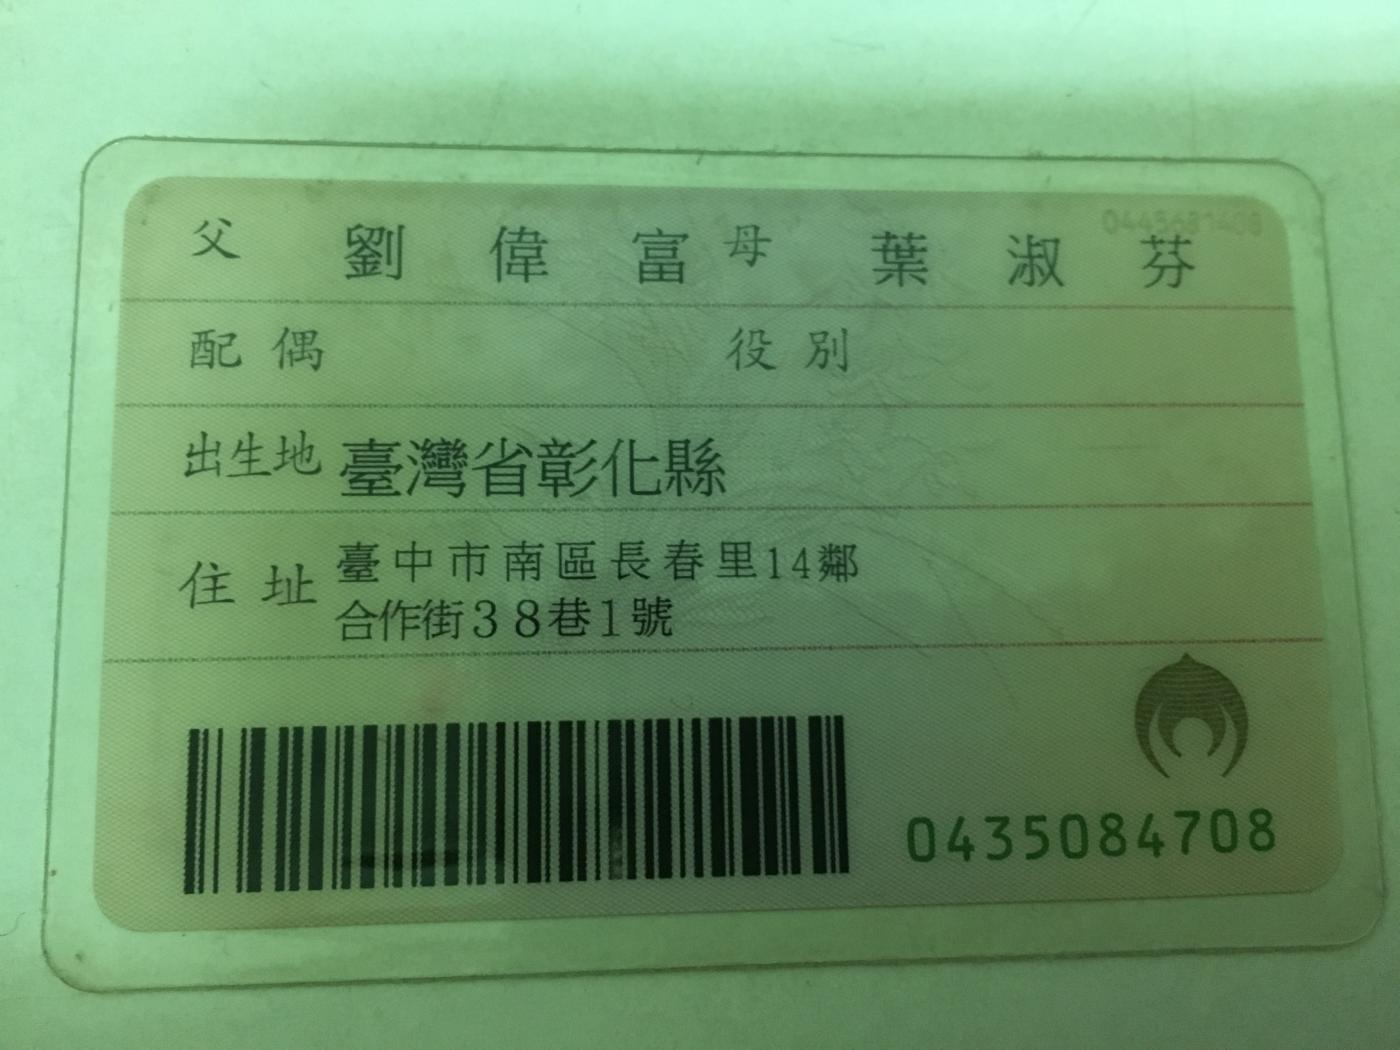 父 劉偉富 母 葉淑芬
配偶 役別
出生地 臺灣省彰化縣
住址 臺中市南區長春里14鄰
合作街38巷1號
0435084708